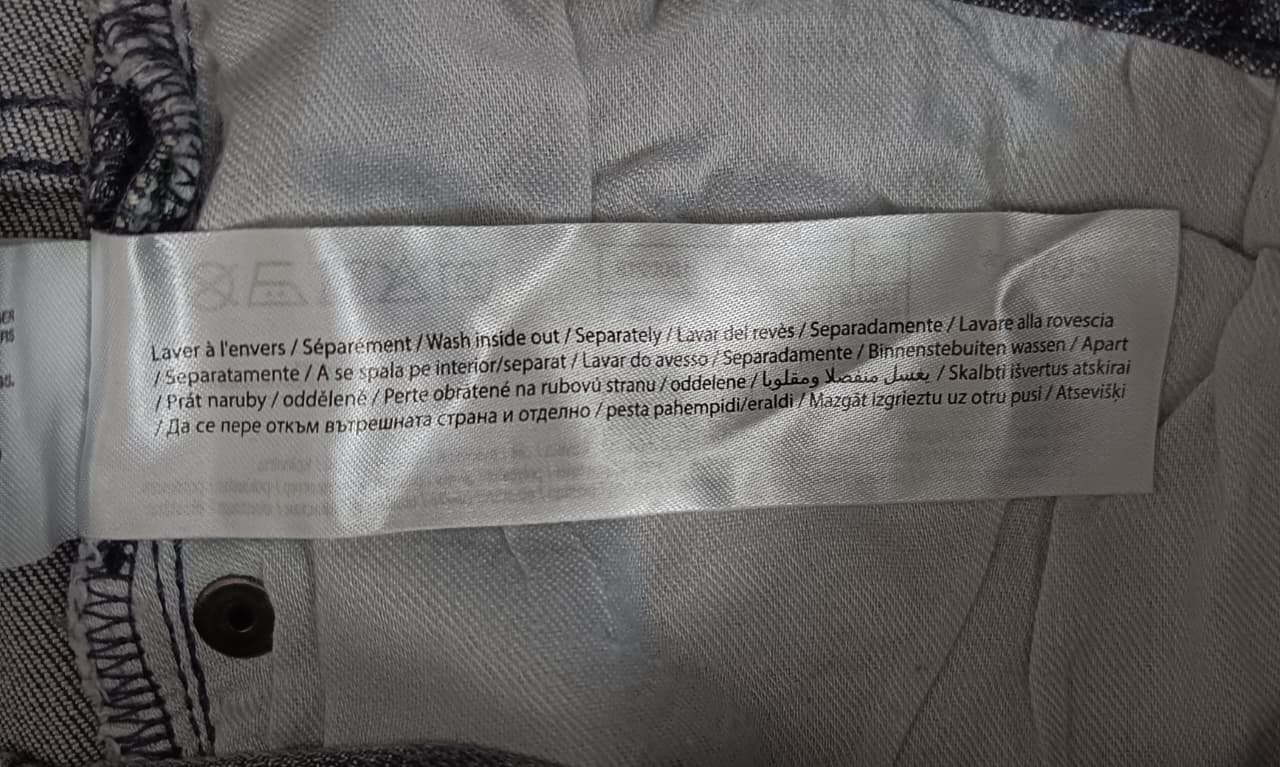 Laver à l'envers / Séparément / Wash inside out / Separately / Lavar del revès / Separadamente / Lavare alla rovescia
/ Separatamente / A se spala pe interior/separat / Lavar do avesso / Separadamente / Binnenstebuiten wassen / Apart
/ Prát naruby / oddělené / Perte obrátené na rubovú stranu / oddelene / يغسل منفصلا ومقلوبا / Skalbti išvertus atskirai
/ Да се пере откъм вътрешната страна и отделно / pesta pahempidi/eraldi / Mazgāt izgrieztu uz otru pusi / Atsevišķi